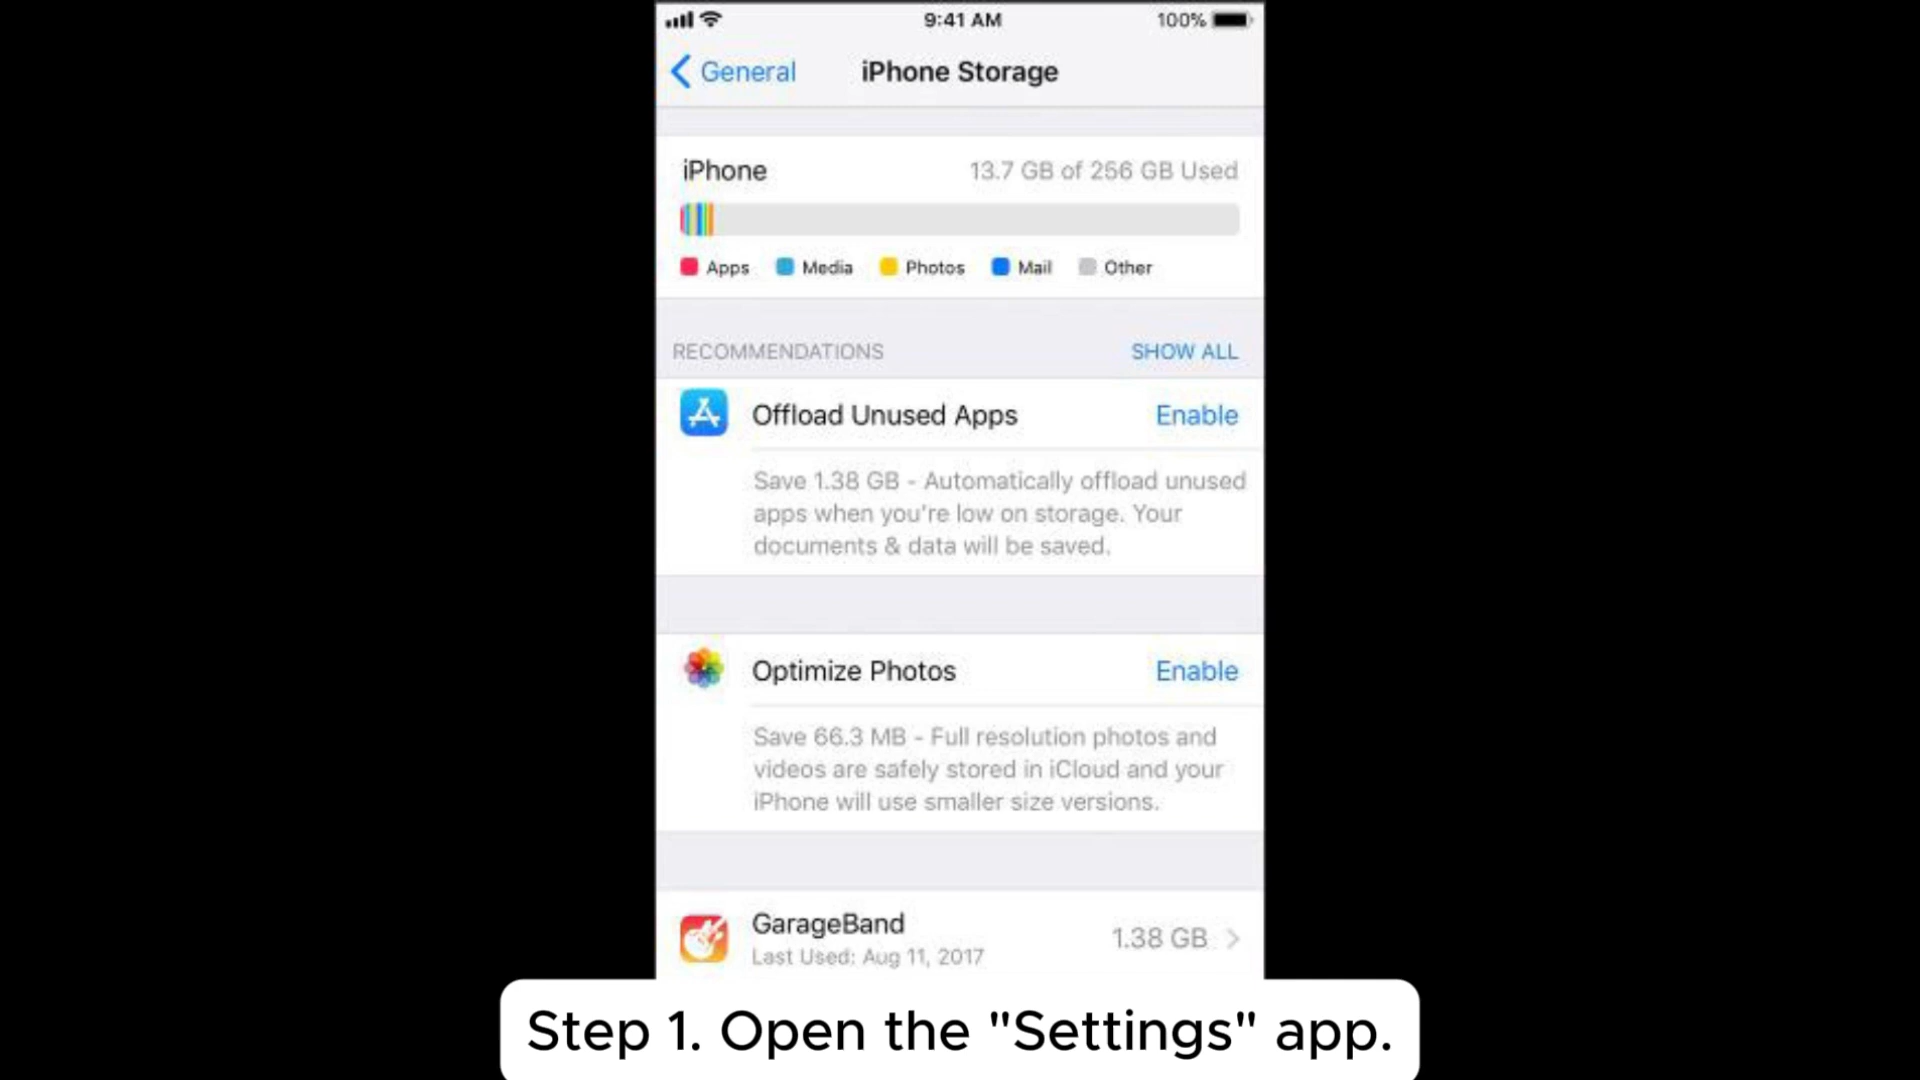 9:41 AM 100%
General iPhone Storage
iPhone 13.7 GB of 256 GB Used
Apps Media Photos Mail Other
RECOMMENDATIONS SHOW ALL
Offload Unused Apps Enable
Save 1.38 GB - Automatically offload unused
apps when you're low on storage. Your
documents & data will be saved.
Optimize Photos Enable
Save 66.3 MB - Full resolution photos and
videos are safely stored in iCloud and your
iPhone will use smaller size versions.
GarageBand 1.38 GB
Last Used: Aug 11, 2017
Step 1. Open the "Settings" app.